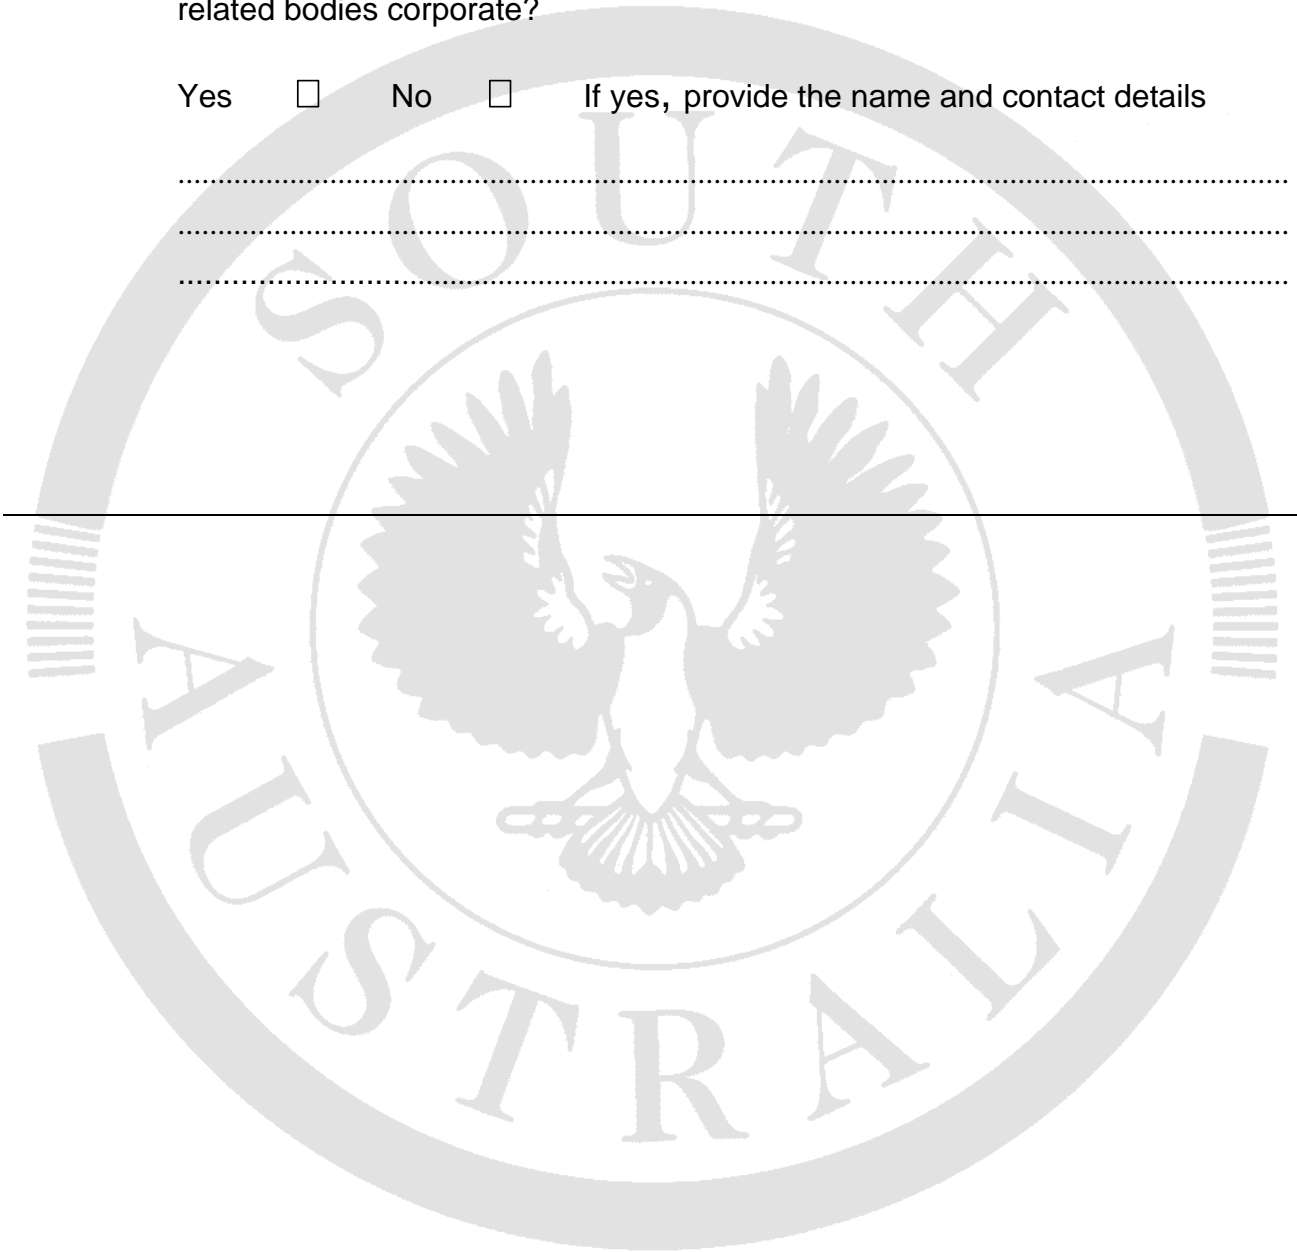 related bodies corporate?
Yes ☐ No ☐ If yes, provide the name and contact details
................................................................................
................................................................................
................................................................................
SOUTH
AUSTRALIA